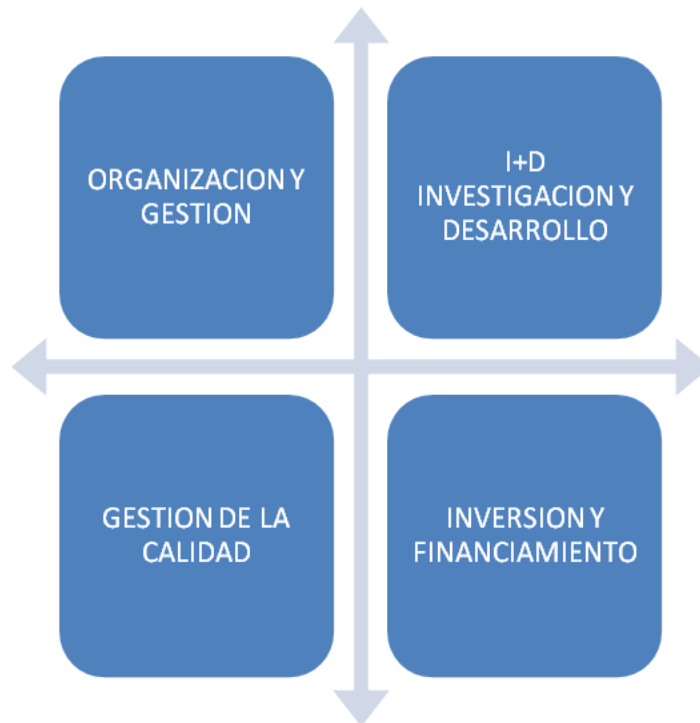 ORGANIZACION Y
GESTION
I+D
INVESTIGACION Y
DESARROLLO
GESTION DE LA
CALIDAD
INVERSION Y
FINANCIAMIENTO